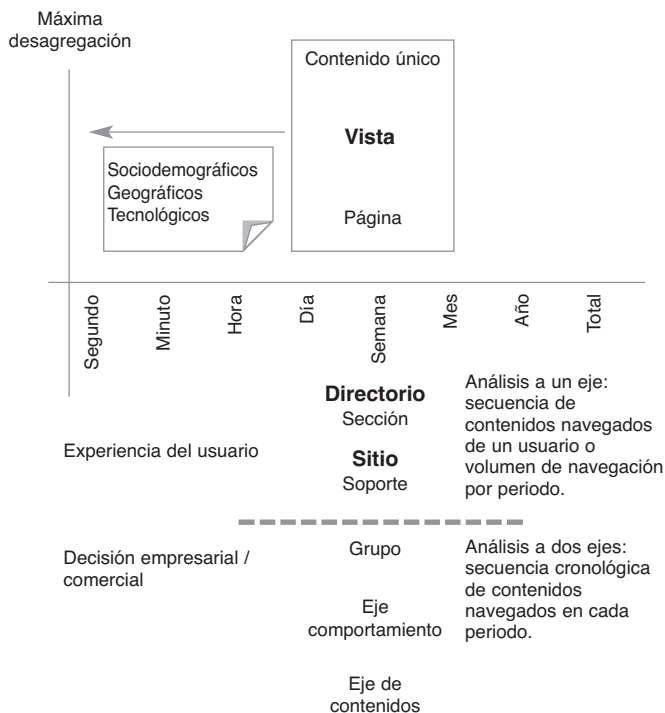 Máxima
desagregación
Contenido único
Vista
Página
Sociodemográficos
Geográficos
Tecnológicos
Segundo
Minuto
Hora
Día
Semana
Mes
Año
Total
Directorio
Sección
Sitio
Soporte
Experiencia del usuario
Análisis a un eje:
secuencia de
contenidos navegados
de un usuario o
volumen de navegación
por periodo.
Decisión empresarial /
comercial
Grupo
Eje
comportamiento
Eje de
contenidos
Análisis a dos ejes:
secuencia cronológica
de contenidos
navegados en cada
periodo.